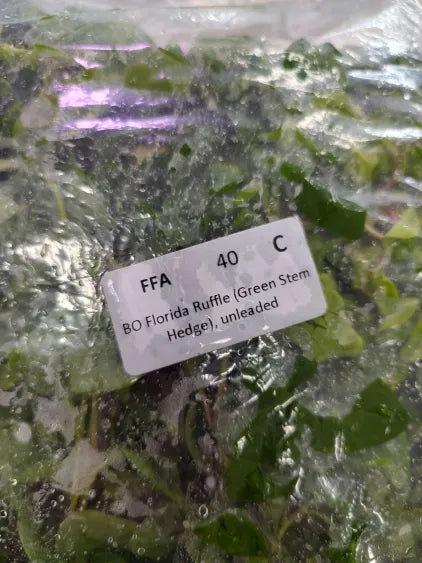 FFA 40 C
BO Florida Ruffle (Green Stem
Hedge), unleaded